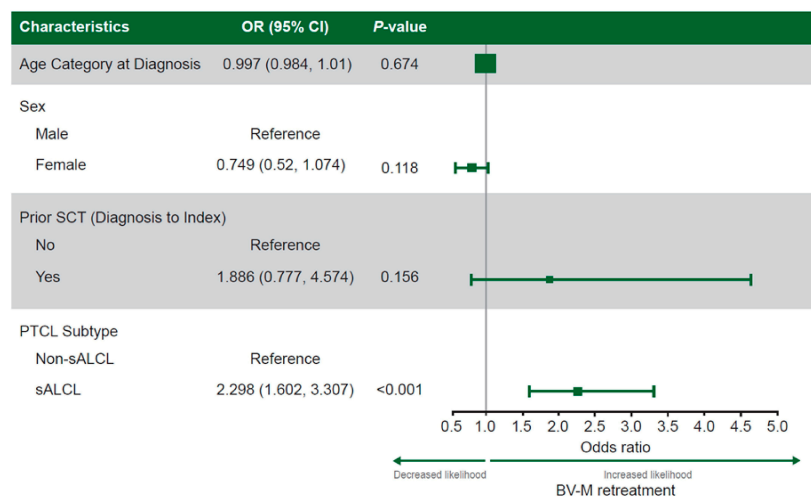 Characteristics OR (95% CI) P-value
Age Category at Diagnosis 0.997 (0.984, 1.01) 0.674
Sex
Male Reference
Female 0.749 (0.52, 1.074) 0.118
Prior SCT (Diagnosis to Index)
No Reference
Yes 1.886 (0.777, 4.574) 0.156
PTCL Subtype
Non-sALCL Reference
sALCL 2.298 (1.602, 3.307) <0.001
0.5 1.0 1.5 2.0 2.5 3.0 3.5 4.0 4.5 5.0
Odds ratio
Decreased likelihood Increased likelihood
BV-M retreatment